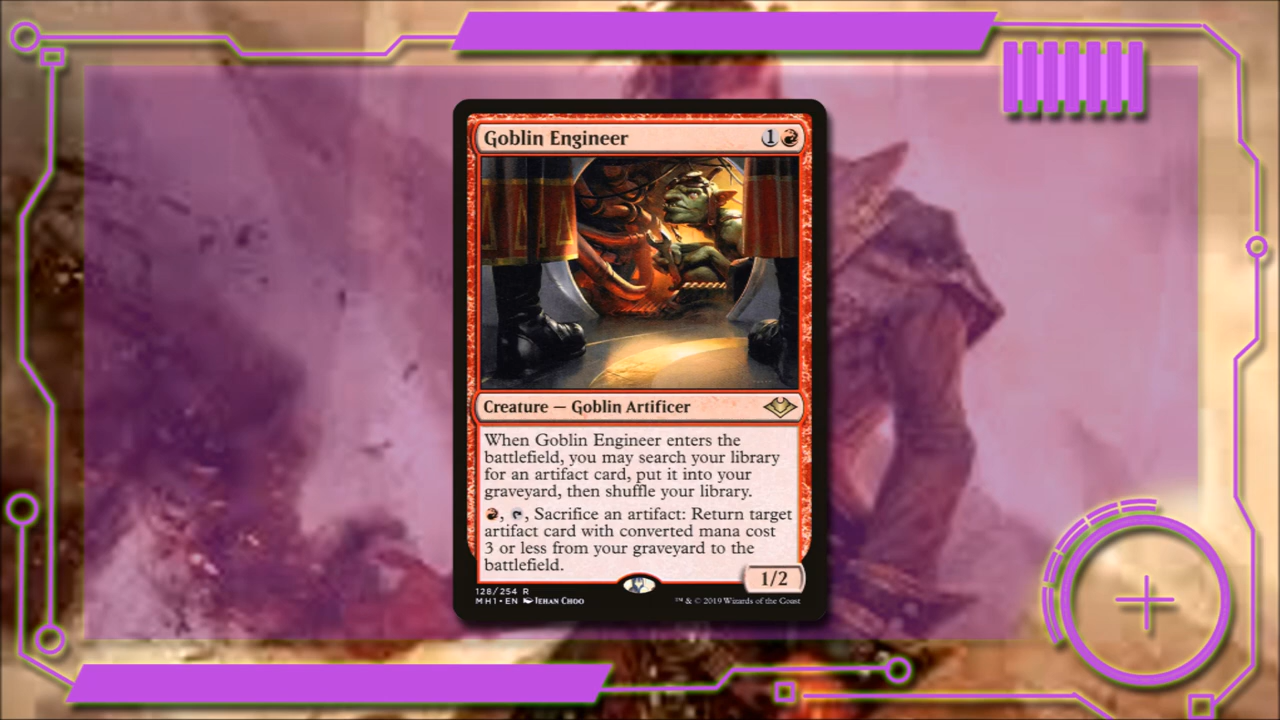 Goblin Engineer 1
Creature — Goblin Artificer
When Goblin Engineer enters the
battlefield, you may search your library
for an artifact card, put it into your
graveyard, then shuffle your library.
, , Sacrifice an artifact: Return target
artifact card with converted mana cost
3 or less from your graveyard to the
battlefield.
1/2
128/254 R
MH1 • EN Jehan Choo
™ & © 2019 Wizards of the Coast